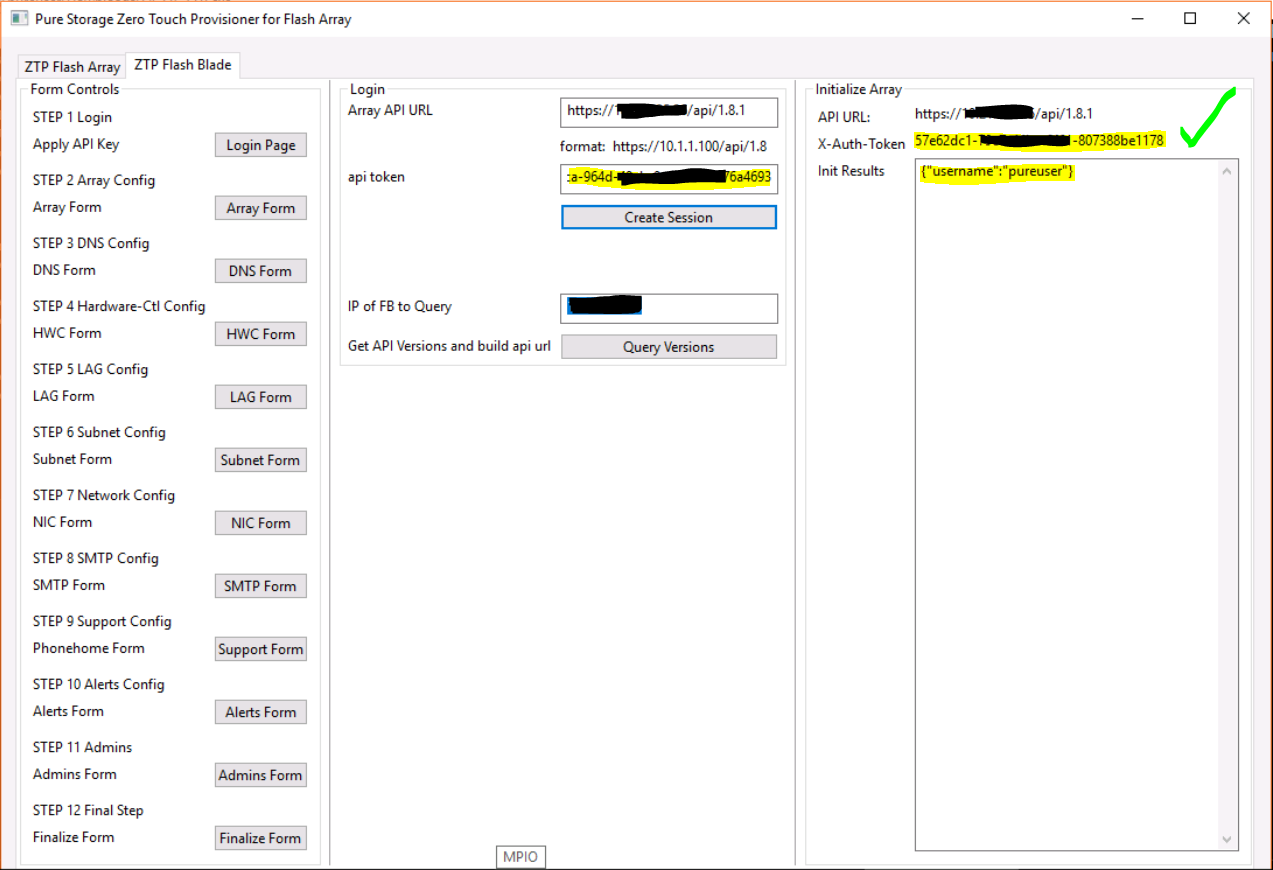 Pure Storage Zero Touch Provisioner for Flash Array
ZTP Flash Array
ZTP Flash Blade
Form Controls
STEP 1 Login
Apply API Key
Login Page
STEP 2 Array Config
Array Form
Array Form
STEP 3 DNS Config
DNS Form
DNS Form
STEP 4 Hardware-Ctl Config
HWC Form
HWC Form
STEP 5 LAG Config
LAG Form
LAG Form
STEP 6 Subnet Config
Subnet Form
Subnet Form
STEP 7 Network Config
NIC Form
NIC Form
STEP 8 SMTP Config
SMTP Form
SMTP Form
STEP 9 Support Config
Phonehome Form
Support Form
STEP 10 Alerts Config
Alerts Form
Alerts Form
STEP 11 Admins
Admins Form
Admins Form
STEP 12 Final Step
Finalize Form
Finalize Form
Login
Array API URL
https:// /api/1.8.1
format: https://10.1.1.100/api/1.8
api token
:a-964d- 76a4693
Create Session
IP of FB to Query
Get API Versions and build api url
Query Versions
MPIO
Initialize Array
API URL:
https:// /api/1.8.1
X-Auth-Token
57e62dc1- -807388be1178
Init Results
{"username":"pureuser"}